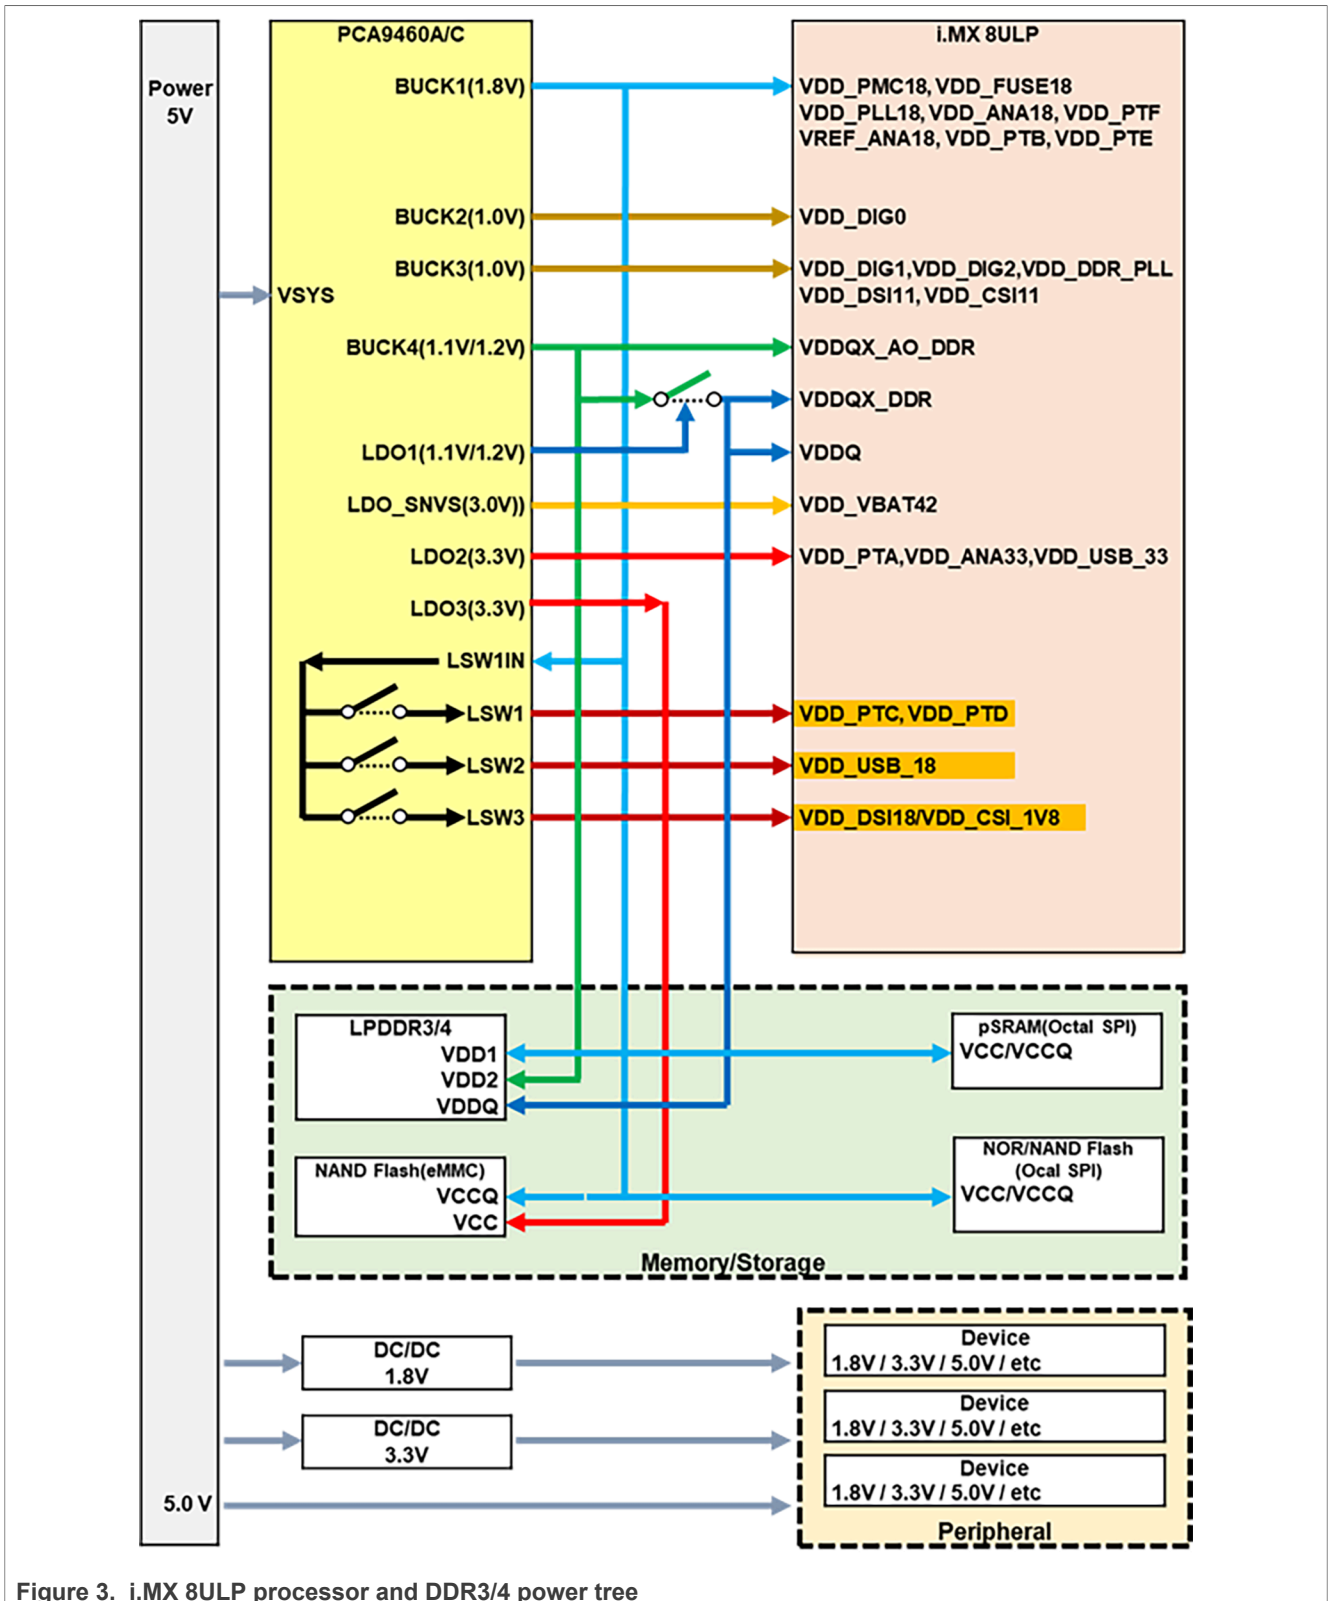 Power
5V
5.0 V
PCA9460A/C
BUCK1(1.8V)
BUCK2(1.0V)
BUCK3(1.0V)
VSYS
BUCK4(1.1V/1.2V)
LDO1(1.1V/1.2V)
LDO_SNVS(3.0V))
LDO2(3.3V)
LDO3(3.3V)
LSW1IN
LSW1
LSW2
LSW3
i.MX 8ULP
VDD_PMC18, VDD_FUSE18
VDD_PLL18, VDD_ANA18, VDD_PTF
VREF_ANA18, VDD_PTB, VDD_PTE
VDD_DIG0
VDD_DIG1,VDD_DIG2,VDD_DDR_PLL
VDD_DSI11, VDD_CSI11
VDDQX_AO_DDR
VDDQX_DDR
VDDQ
VDD_VBAT42
VDD_PTA,VDD_ANA33,VDD_USB_33
VDD_PTC, VDD_PTD
VDD_USB_18
VDD_DSI18/VDD_CSI_1V8
LPDDR3/4
VDD1
VDD2
VDDQ
pSRAM(Octal SPI)
VCC/VCCQ
NAND Flash(eMMC)
VCCQ
VCC
NOR/NAND Flash
(Ocal SPI)
VCC/VCCQ
Memory/Storage
DC/DC
1.8V
DC/DC
3.3V
Device
1.8V / 3.3V / 5.0V / etc
Device
1.8V / 3.3V / 5.0V / etc
Device
1.8V / 3.3V / 5.0V / etc
Peripheral
Figure 3. i.MX 8ULP processor and DDR3/4 power tree